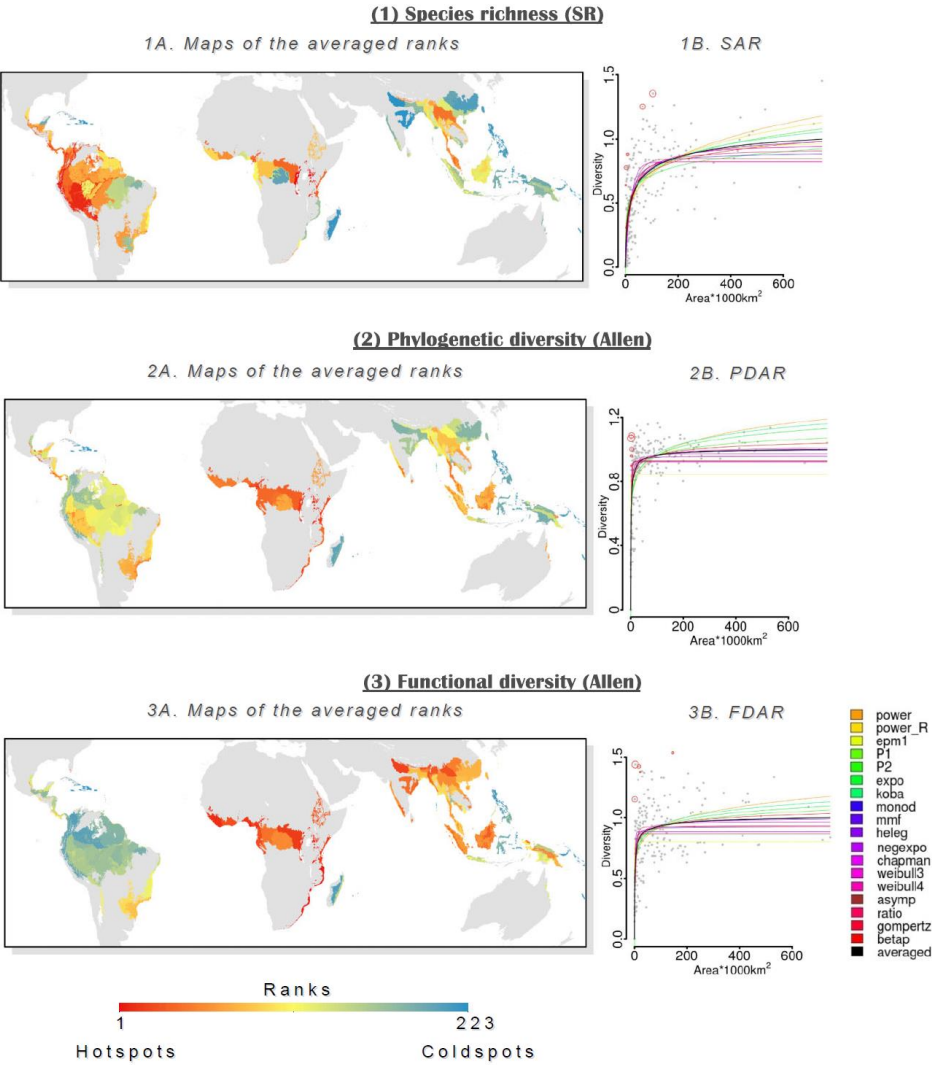 (1) Species richness (SR)
1A. Maps of the averaged ranks
1B. SAR
1.5
1.0
0.5
0.0
Diversity
0 200 400 600
Area*1000km²
(2) Phylogenetic diversity (Allen)
2A. Maps of the averaged ranks
2B. PDAR
1.2
0.8
0.4
0
Diversity
0 200 400 600
Area*1000km²
(3) Functional diversity (Allen)
3A. Maps of the averaged ranks
3B. FDAR
1.5
1.0
0.5
0.0
Diversity
0 200 400 600
Area*1000km²
power
power_R
epm1
P1
P2
expo
koba
monod
mmf
heleg
negexpo
chapman
weibull3
weibull4
asymp
ratio
gompertz
betap
averaged
Ranks
1 223
Hotspots Coldspots